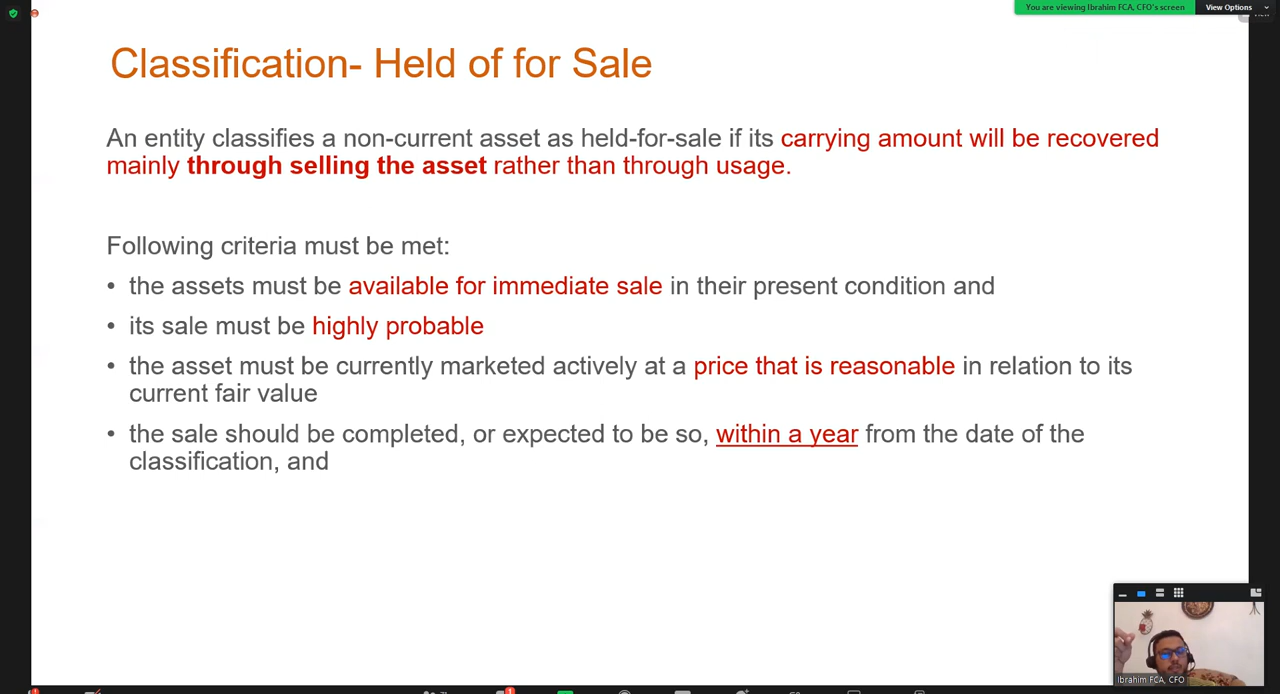 You are viewing Ibrahim FCA, CFO's screen
View Options
View
Classification- Held of for Sale
An entity classifies a non-current asset as held-for-sale if its carrying amount will be recovered
mainly through selling the asset rather than through usage.
Following criteria must be met:
• the assets must be available for immediate sale in their present condition and
• its sale must be highly probable
• the asset must be currently marketed actively at a price that is reasonable in relation to its
current fair value
• the sale should be completed, or expected to be so, within a year from the date of the
classification, and
Ibrahim FCA, CFO
1